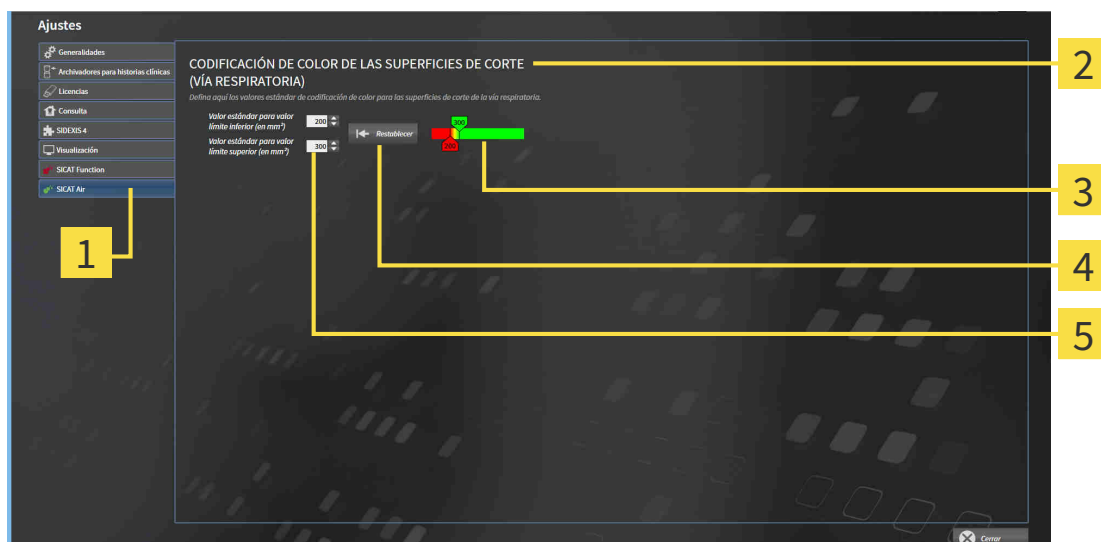 Ajustes
Generalidades
Archivadores para historias clínicas
Licencias
Consulta
SIDEXIS 4
Visualización
SICAT Function
SICAT Air
CODIFICACIÓN DE COLOR DE LAS SUPERFICIES DE CORTE
(VÍA RESPIRATORIA)
Defina aquí los valores estándar de codificación de color para las superficies de corte de la vía respiratoria.
Valor estándar para valor
límite inferior (en mm²)
200
Valor estándar para valor
límite superior (en mm²)
300
Restablecer
300
200
Cerrar
1
2
3
4
5